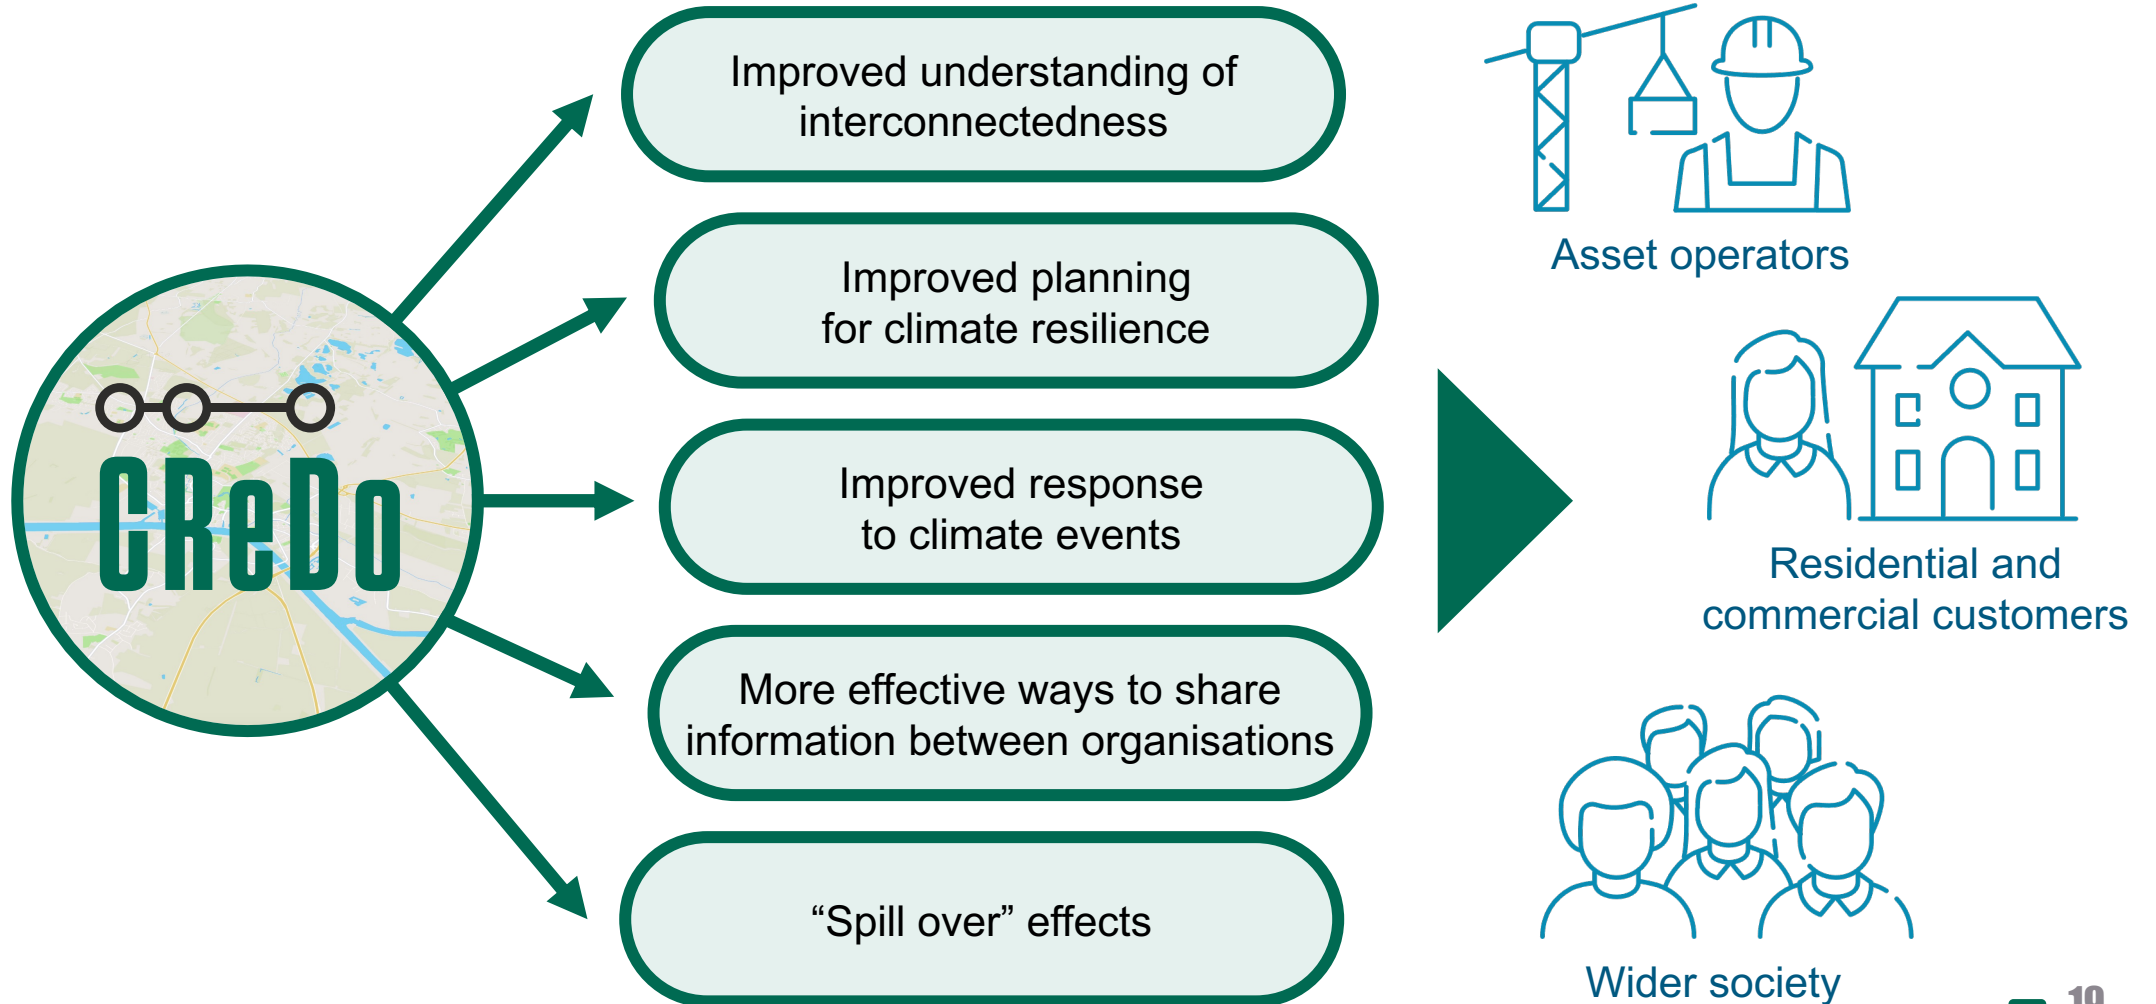 CReDo
Improved understanding of
interconnectedness
Improved planning
for climate resilience
Improved response
to climate events
More effective ways to share
information between organisations
“Spill over” effects
Asset operators
Residential and
commercial customers
Wider society